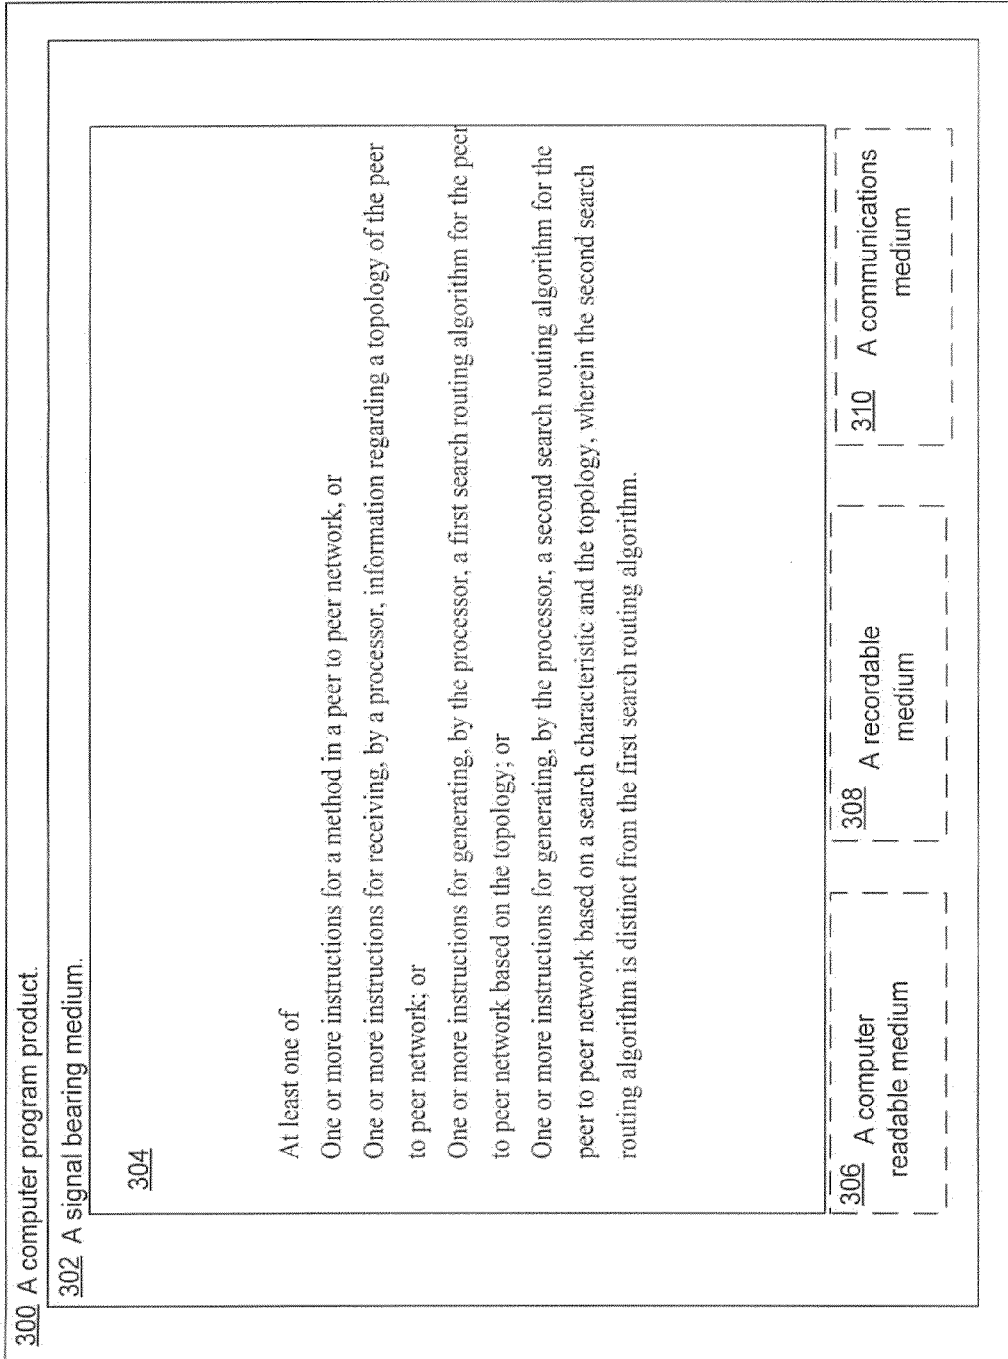 300 A computer program product.
302 A signal bearing medium.
304
At least one of
One or more instructions for a method in a peer to peer network, or
One or more instructions for receiving, by a processor, information regarding a topology of the peer
to peer network; or
One or more instructions for generating, by the processor, a first search routing algorithm for the peer
to peer network based on the topology; or
One or more instructions for generating, by the processor, a second search routing algorithm for the
peer to peer network based on a search characteristic and the topology, wherein the second search
routing algorithm is distinct from the first search routing algorithm.
306 A computer
readable medium
308 A recordable
medium
310 A communications
medium